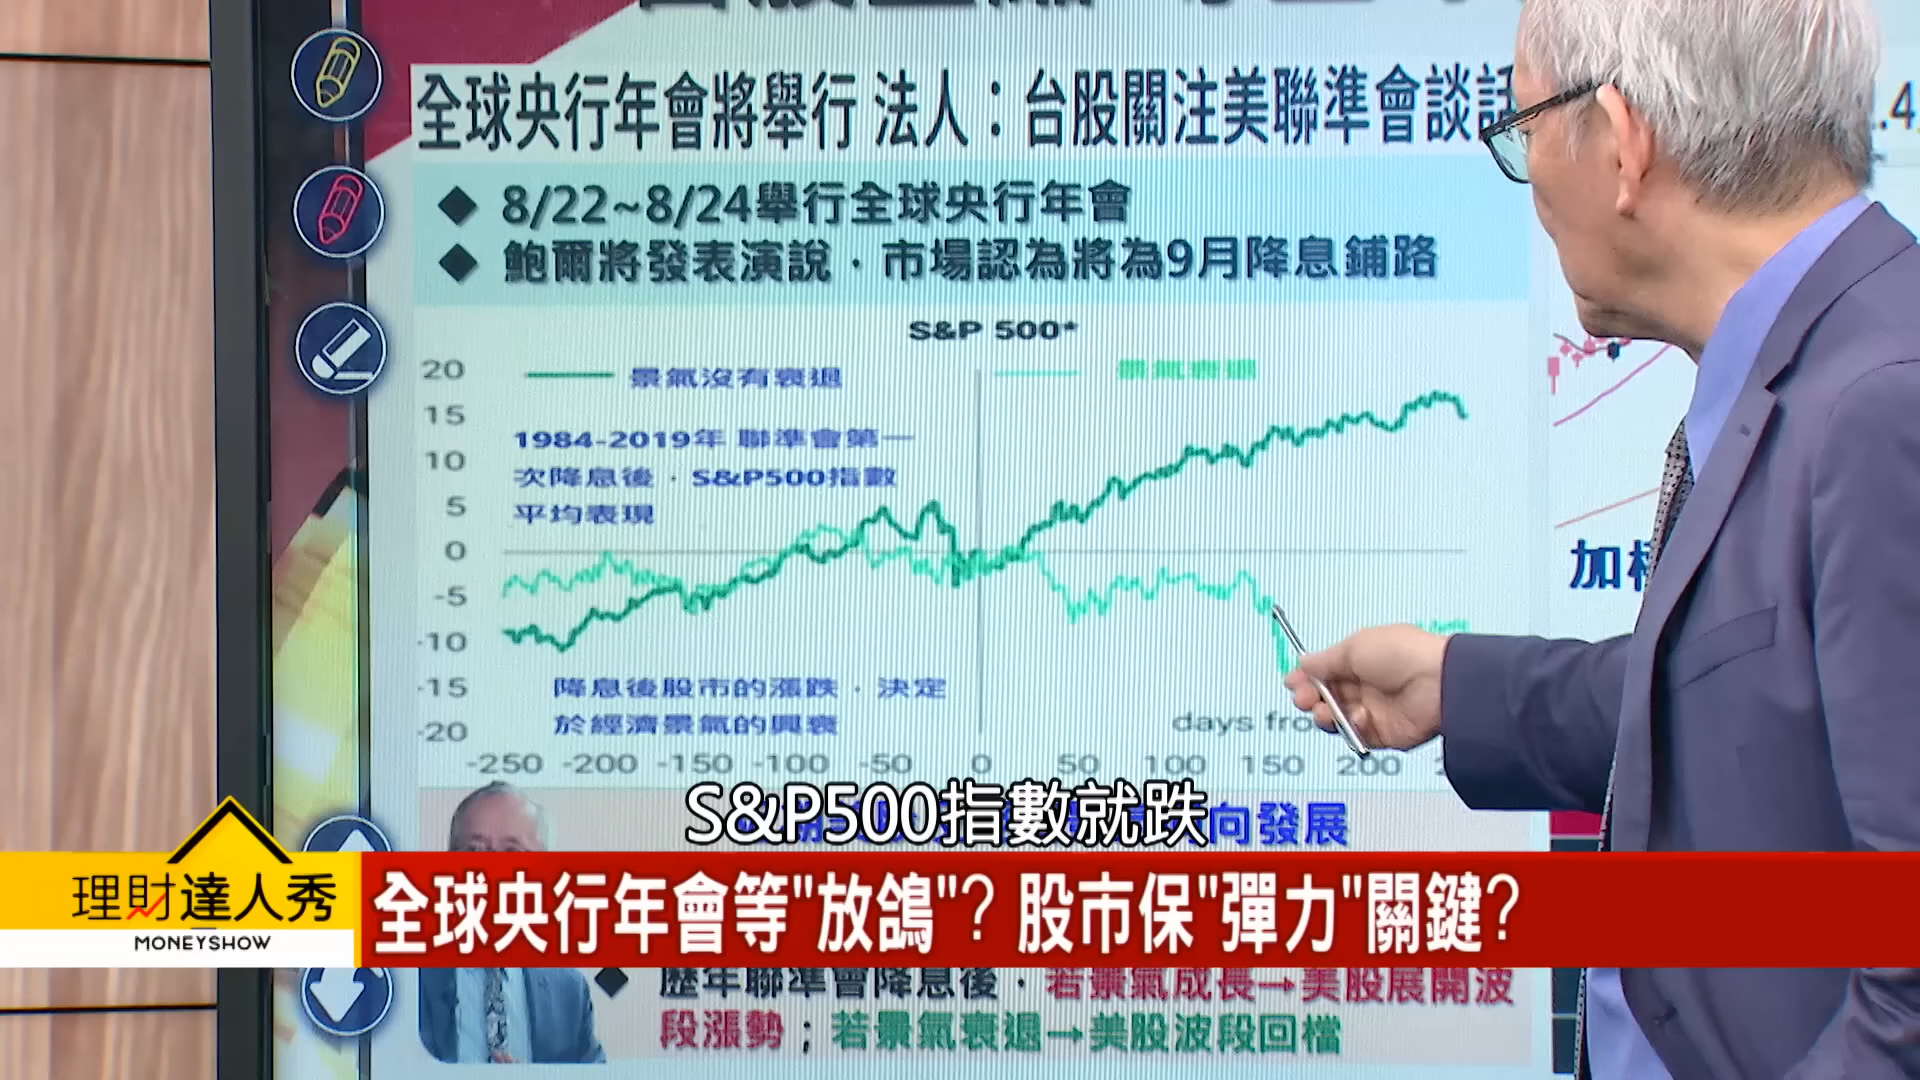 全球央行年會將舉行 法人：台股關注美聯準會談話
◆ 8/22~8/24舉行全球央行年會
◆ 鮑爾將發表演說，市場認為將為9月降息鋪路
S&P 500*
景氣沒有衰退
景氣衰退
1984-2019年 聯準會第一
次降息後，S&P500指數
平均表現
20
15
10
5
0
-5
-10
-15
-20
降息後股市的漲跌，決定
於經濟景氣的興衰
days fro
-250 -200 -150 -100 -50 0 50 100 150 200
S&P500指數就跌
向發展
理財達人秀
MONEYSHOW
全球央行年會等"放鴿"? 股市保"彈力"關鍵?
◆ 歷年聯準會降息後，若景氣成長→美股展開波
段漲勢；若景氣衰退→美股波段回檔